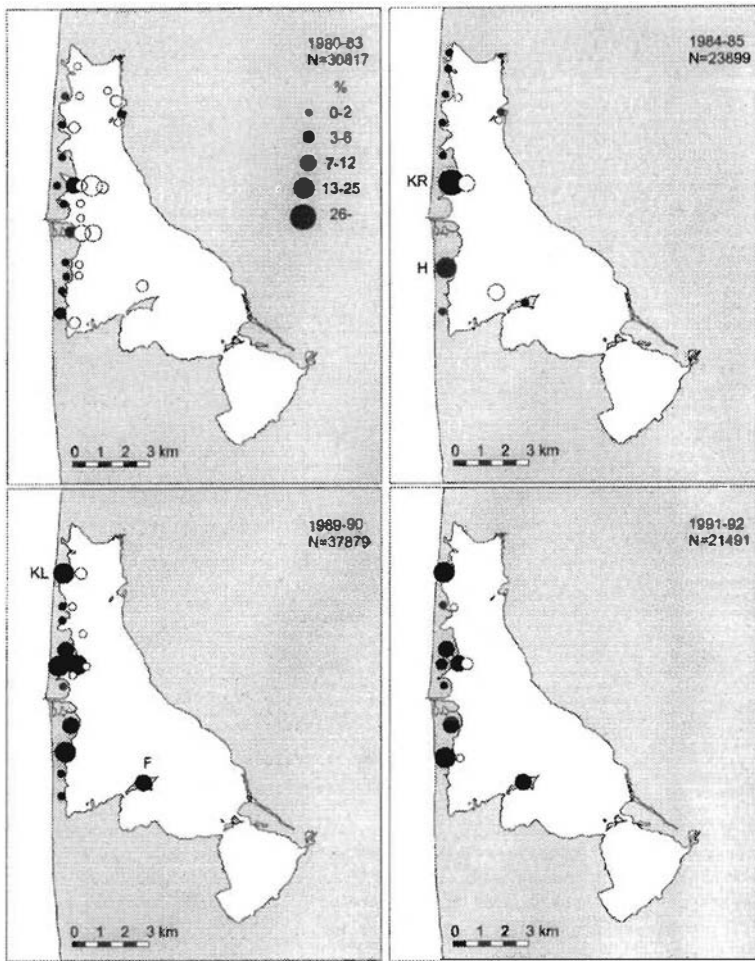 1980-83
N=30817
%
0-2
3-6
7-12
13-25
26-
0 1 2 3 km
1984-85
N=23899
KR
H
0 1 2 3 km
1989-90
N=37879
KL
F
0 1 2 3 km
1991-92
N=21491
0 1 2 3 km